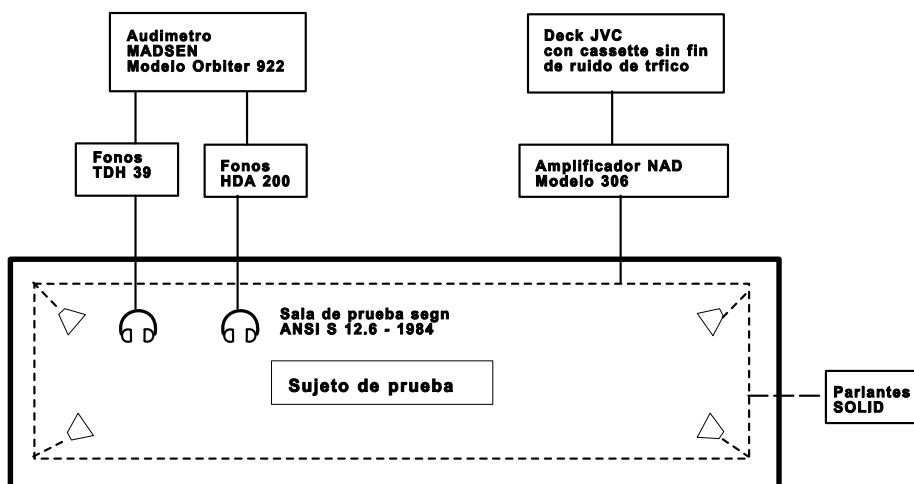 Audimetro
MADSEN
Modelo Orbiter 922
Deck JVC
con cassette sin fin
de ruido de trfico
Fonos
TDH 39
Fonos
HDA 200
Amplificador NAD
Modelo 306
Sala de prueba segn
ANSI S 12.6 - 1984
Sujeto de prueba
Parlantes
SOLID